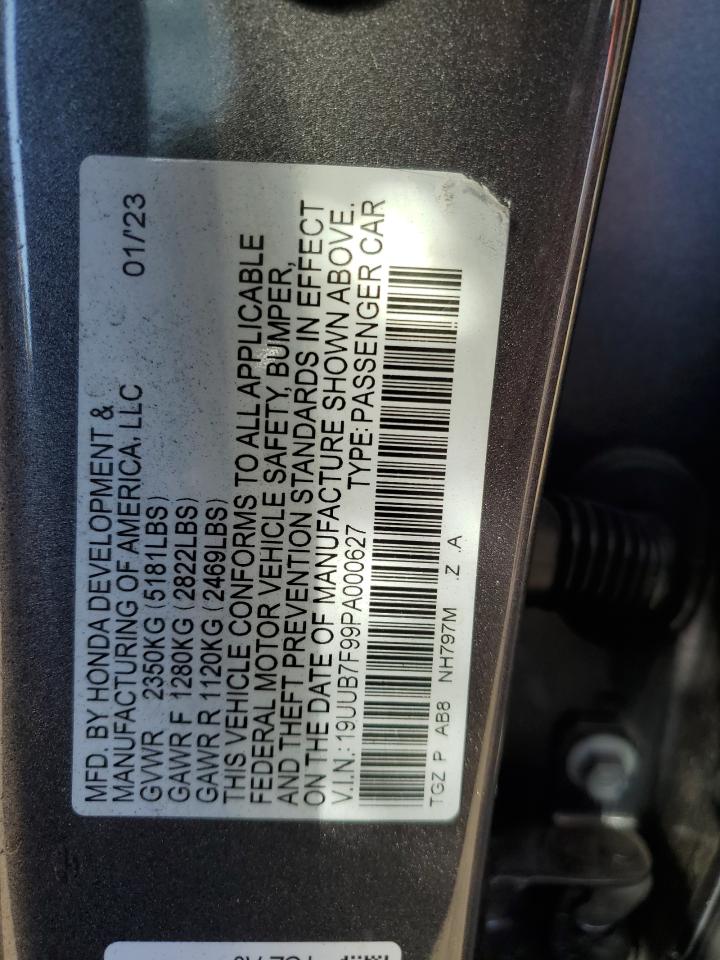 MFD. BY HONDA DEVELOPMENT &
MANUFACTURING OF AMERICA, LLC 01/'23
GVWR 2350KG (5181LBS)
GAWR F 1280KG (2822LBS)
GAWR R 1120KG (2469LBS)
THIS VEHICLE CONFORMS TO ALL APPLICABLE
FEDERAL MOTOR VEHICLE SAFETY, BUMPER,
AND THEFT PREVENTION STANDARDS IN EFFECT
ON THE DATE OF MANUFACTURE SHOWN ABOVE.
V.I.N.: 19UUB7F99PA000627 TYPE: PASSENGER CAR
TGZ P AB8 NH797M .Z .A